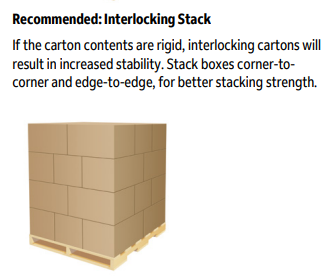 Recommended: Interlocking Stack
If the carton contents are rigid, interlocking cartons will
result in increased stability. Stack boxes corner-to-
corner and edge-to-edge, for better stacking strength.